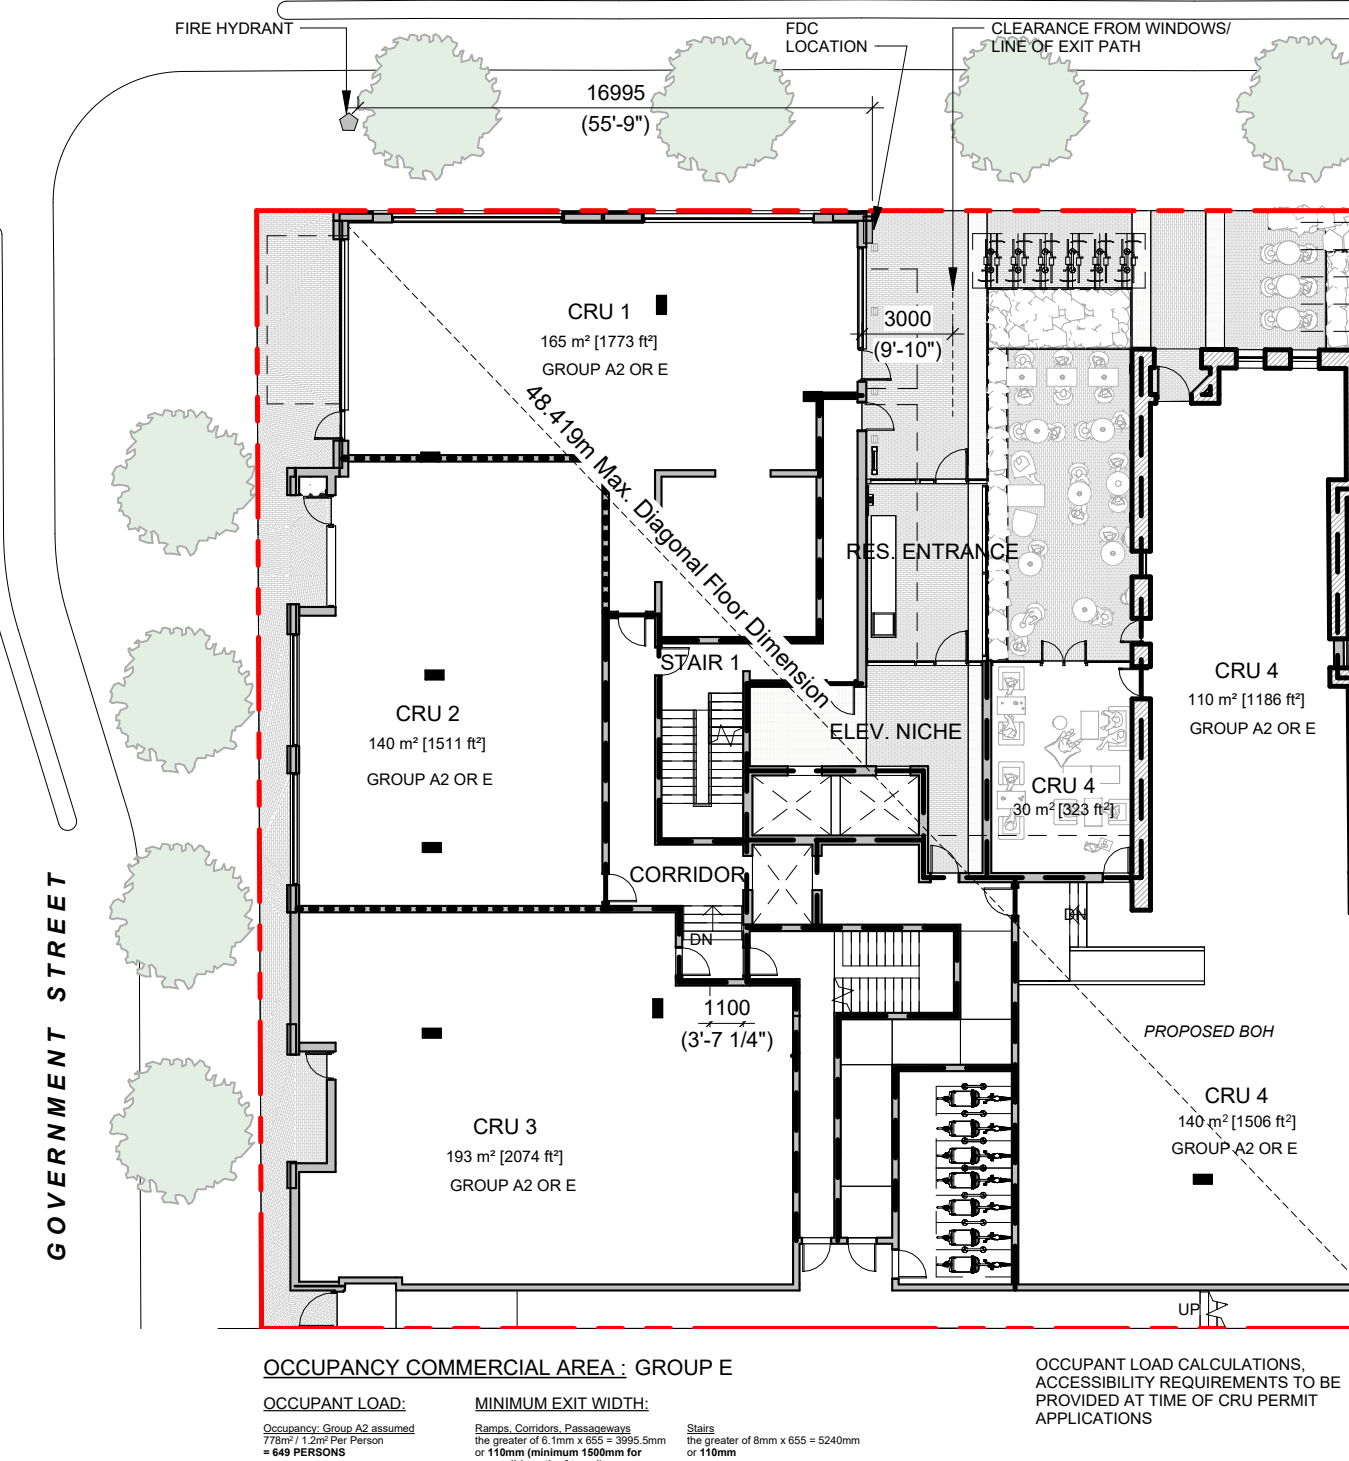 FIRE HYDRANT
FDC
LOCATION
CLEARANCE FROM WINDOWS/
LINE OF EXIT PATH
16995
(55'-9")
CRU 1
165 m² [1773 ft²]
GROUP A2 OR E
3000
(9'-10")
48.419m Max. Diagonal Floor Dimension
RES. ENTRANCE
STAIR 1
CRU 2
140 m² [1511 ft²]
GROUP A2 OR E
ELEV. NICHE
CRU 4
110 m² [1186 ft²]
GROUP A2 OR E
CRU 4
30 m² [323 ft²]
CORRIDOR
DN
DN
1100
(3'-7 1/4")
PROPOSED BOH
CRU 4
140 m² [1506 ft²]
GROUP A2 OR E
CRU 3
193 m² [2074 ft²]
GROUP A2 OR E
GOVERNMENT STREET
UP
OCCUPANCY COMMERCIAL AREA : GROUP E
OCCUPANT LOAD:
Occupancy: Group A2 assumed
778m² / 1.2m² Per Person
= 649 PERSONS
MINIMUM EXIT WIDTH:
Ramps, Corridors, Passageways
the greater of 6.1mm x 655 = 3995.5mm
or 110mm (minimum 1500mm for
Stairs
the greater of 8mm x 655 = 5240mm
or 110mm
OCCUPANT LOAD CALCULATIONS,
ACCESSIBILITY REQUIREMENTS TO BE
PROVIDED AT TIME OF CRU PERMIT
APPLICATIONS